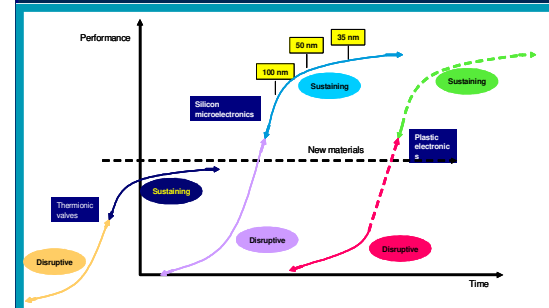 Performance
35 nm
50 nm
100 nm
Sustaining
Sustaining
Silicon
microelectronics
Plastic
electronic
s
New materials
Sustaining
Thermionic
valves
Disruptive
Disruptive
Disruptive
Time